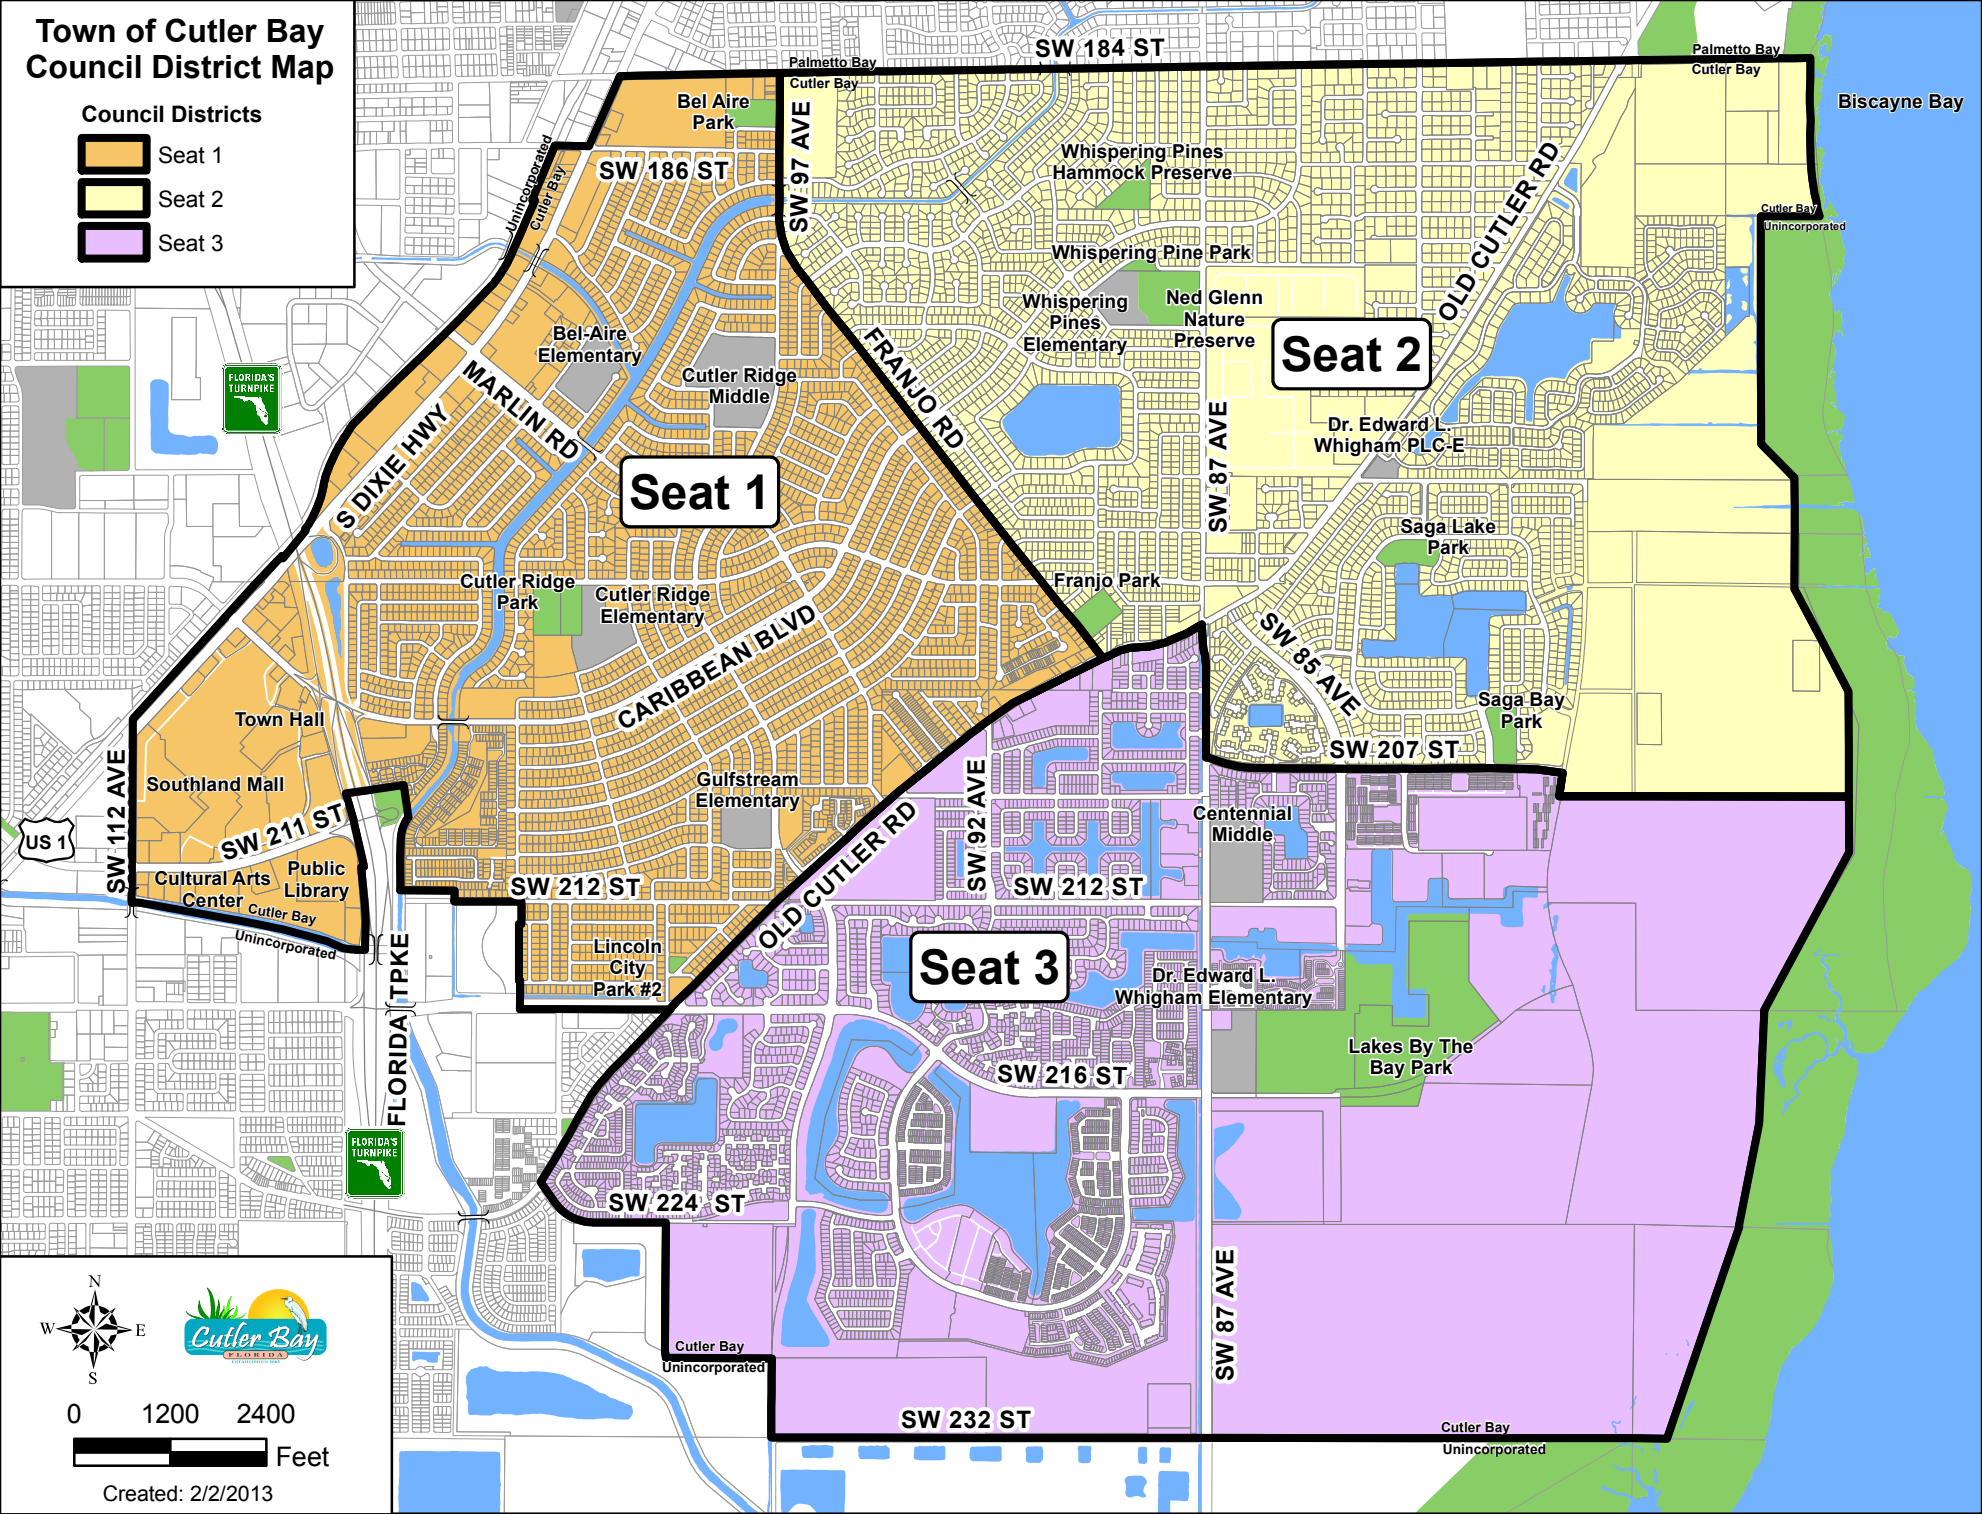 Town of Cutler Bay
Council District Map
Council Districts
Seat 1
Seat 2
Seat 3
SW 184 ST
Palmetto Bay
Cutler Bay
Palmetto Bay
Cutler Bay
Biscayne Bay
Bel Aire
Park
SW 97 AVE
Unincorporated
Cutler Bay
SW 186 ST
Whispering Pines
Hammock Preserve
OLD CUTLER RD
Cutler Bay
Unincorporated
Whispering Pine Park
Whispering
Pines
Elementary
Ned Glenn
Nature
Preserve
Seat 2
Bel-Aire
Elementary
Cutler Ridge
Middle
FRANJO RD
MARLIN RD
S DIXIE HWY
FLORIDA'S
TURNPIKE
SW 87 AVE
Dr. Edward L.
Whigham PLC-E
Seat 1
Saga Lake
Park
Cutler Ridge
Park
Cutler Ridge
Elementary
Franjo Park
CARIBBEAN BLVD
SW 85 AVE
Saga Bay
Park
SW 207 ST
Town Hall
Southland Mall
SW 112 AVE
US 1
SW 211 ST
Public
Library
Cultural Arts
Center
Cutler Bay
Unincorporated
Gulfstream
Elementary
SW 92 AVE
OLD CUTLER RD
Centennial
Middle
SW 212 ST
SW 212 ST
Lincoln
City
Park #2
Seat 3
Dr. Edward L.
Whigham Elementary
FLORIDA TPKE
Lakes By The
Bay Park
SW 216 ST
FLORIDA'S
TURNPIKE
SW 224 ST
SW 87 AVE
Cutler Bay
Unincorporated
SW 232 ST
Cutler Bay
Unincorporated
N
W
E
S
Cutler Bay
FLORIDA
0 1200 2400
Feet
Created: 2/2/2013